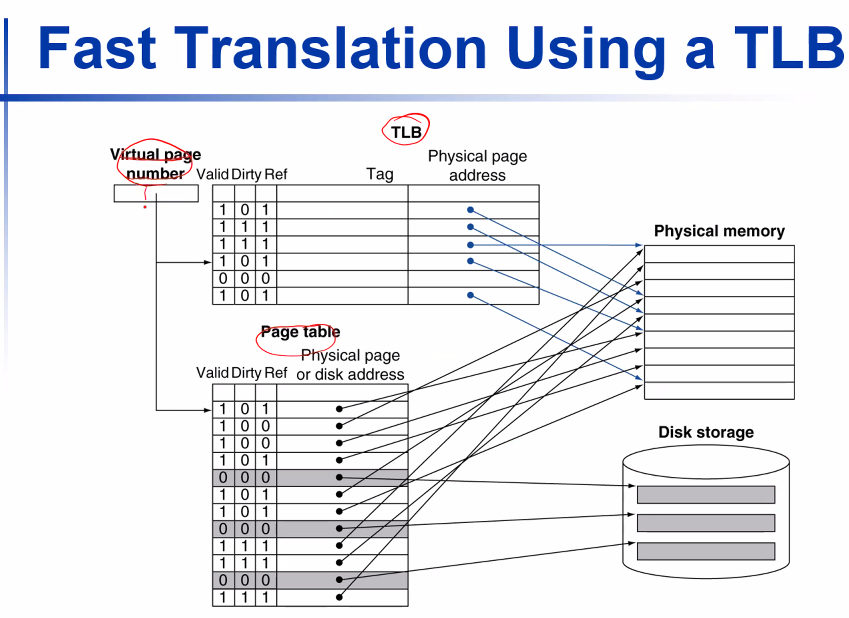 Fast Translation Using a TLB
TLB
Virtual page
number
Valid Dirty Ref
Tag
Physical page
address
1 0 1
1 1 1
1 1 1
1 0 1
0 0 0
1 0 1
Physical memory
Page table
Physical page
Valid Dirty Ref or disk address
1 0 1
1 0 0
1 0 0
1 0 1
0 0 0
1 0 1
1 0 1
0 0 0
1 1 1
1 1 1
0 0 0
1 1 1
Disk storage